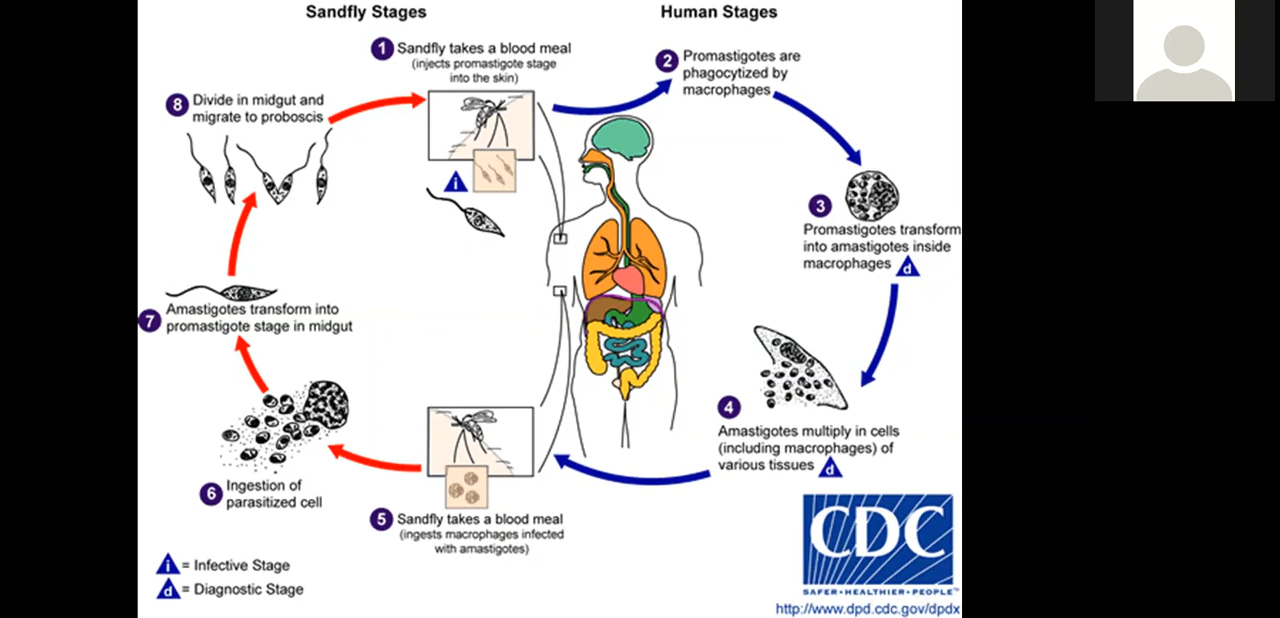 Sandfly Stages
Human Stages
1 Sandfly takes a blood meal
(injects promastigote stage
into the skin)
2 Promastigotes are
phagocytized by
macrophages
8 Divide in midgut and
migrate to proboscis
i
3
Promastigotes transform
into amastigotes inside
macrophages d
7 Amastigotes transform into
promastigote stage in midgut
4
Amastigotes multiply in cells
(including macrophages) of
various tissues d
6 Ingestion of
parasitized cell
5 Sandfly takes a blood meal
(ingests macrophages infected
with amastigotes)
i = Infective Stage
d = Diagnostic Stage
CDC
SAFER • HEALTHIER • PEOPLE™
http://www.dpd.cdc.gov/dpdx